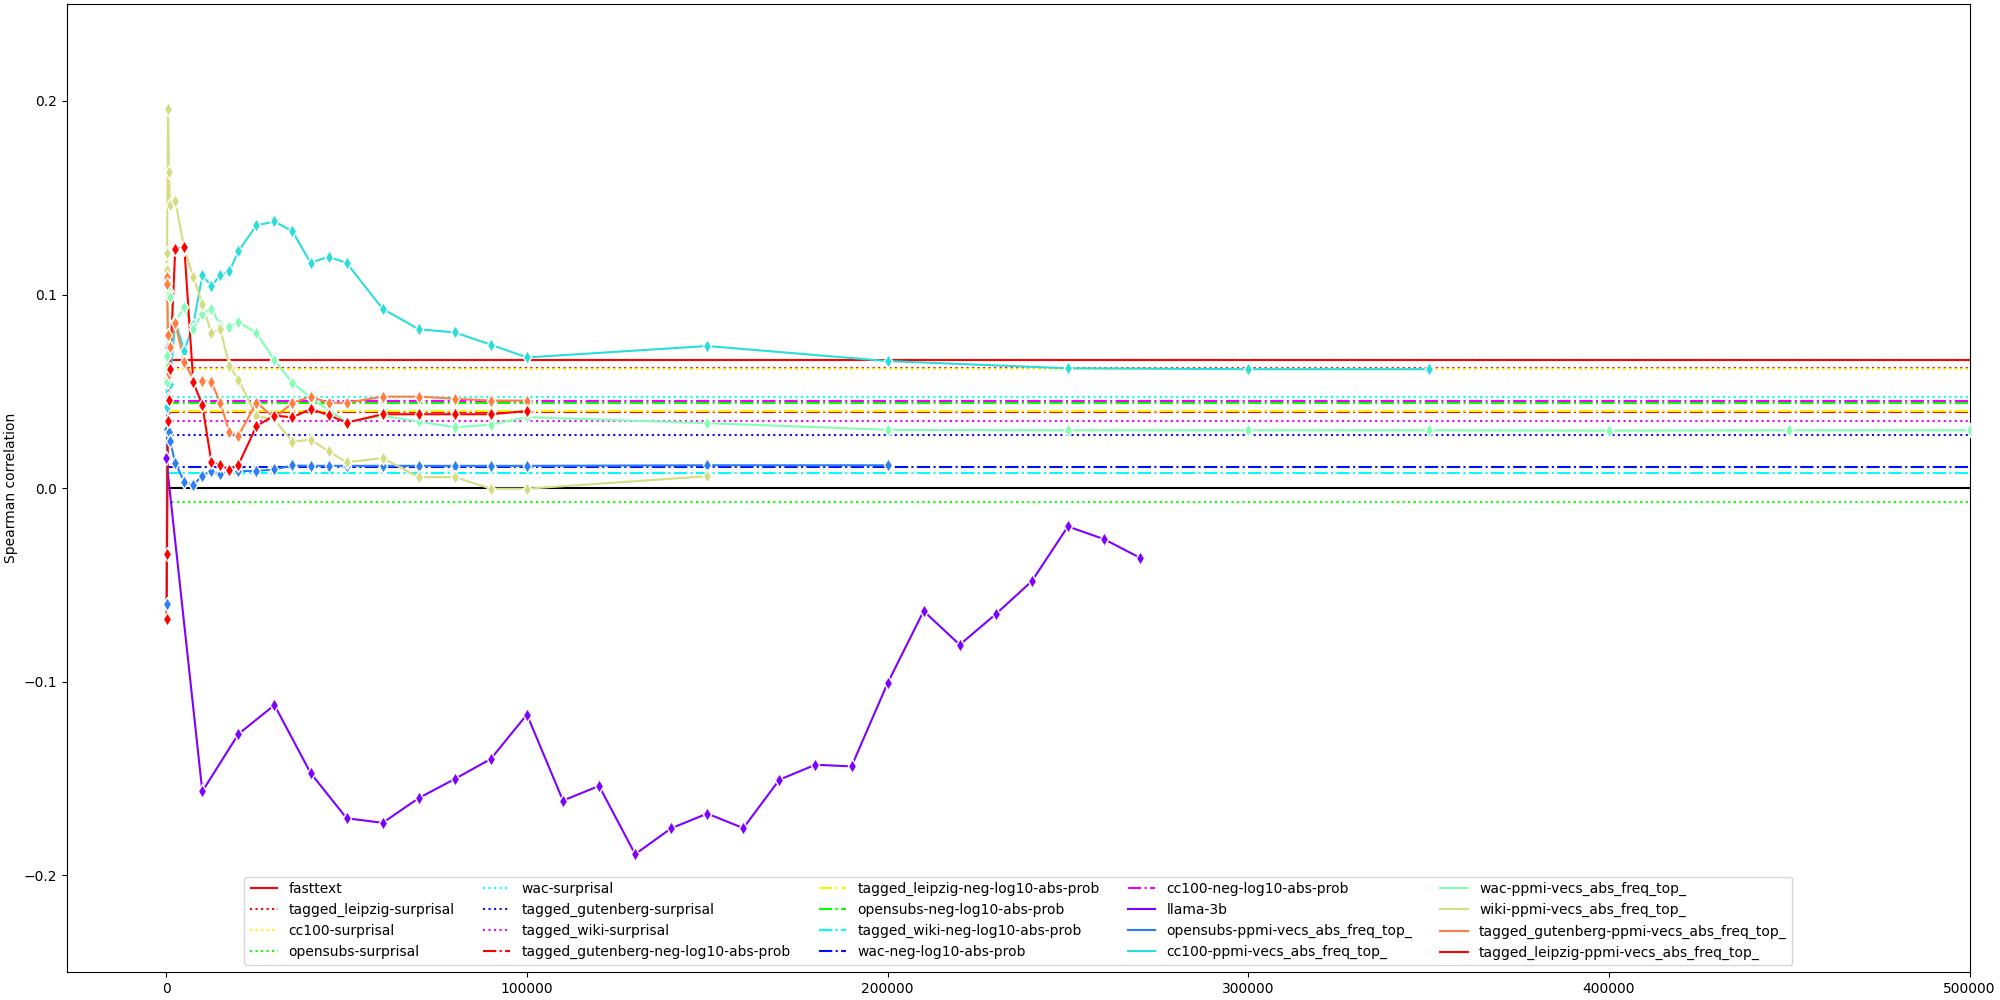 0.2
0.1
0.0
−0.1
−0.2
Spearman correlation
fasttext
tagged_leipzig-surprisal
cc100-surprisal
opensubs-surprisal
wac-surprisal
tagged_gutenberg-surprisal
tagged_wiki-surprisal
tagged_gutenberg-neg-log10-abs-prob
tagged_leipzig-neg-log10-abs-prob
opensubs-neg-log10-abs-prob
tagged_wiki-neg-log10-abs-prob
wac-neg-log10-abs-prob
cc100-neg-log10-abs-prob
llama-3b
opensubs-ppmi-vecs_abs_freq_top_
cc100-ppmi-vecs_abs_freq_top_
wac-ppmi-vecs_abs_freq_top_
wiki-ppmi-vecs_abs_freq_top_
tagged_gutenberg-ppmi-vecs_abs_freq_top_
tagged_leipzig-ppmi-vecs_abs_freq_top_
0 100000 200000 300000 400000 500000